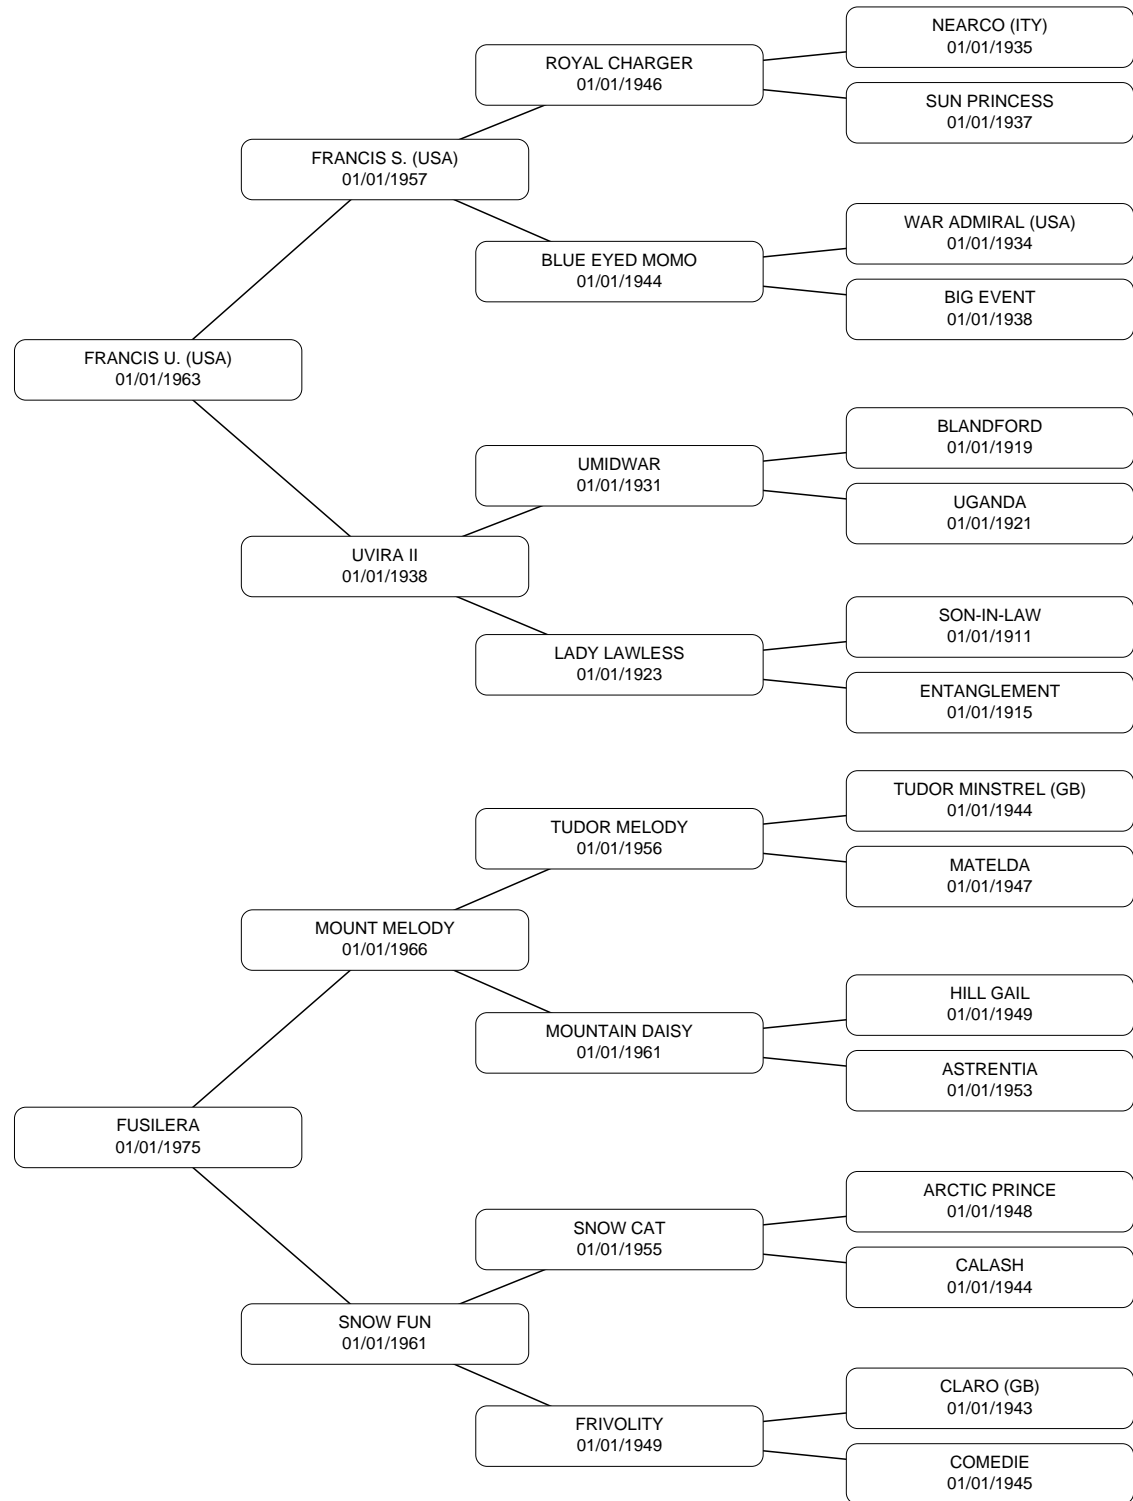 NEARCO (ITY)
01/01/1935
ROYAL CHARGER
01/01/1946
SUN PRINCESS
01/01/1937
FRANCIS S. (USA)
01/01/1957
WAR ADMIRAL (USA)
01/01/1934
BLUE EYED MOMO
01/01/1944
BIG EVENT
01/01/1938
FRANCIS U. (USA)
01/01/1963
BLANDFORD
01/01/1919
UMIDWAR
01/01/1931
UGANDA
01/01/1921
UVIRA II
01/01/1938
SON-IN-LAW
01/01/1911
LADY LAWLESS
01/01/1923
ENTANGLEMENT
01/01/1915
TUDOR MINSTREL (GB)
01/01/1944
TUDOR MELODY
01/01/1956
MATELDA
01/01/1947
MOUNT MELODY
01/01/1966
HILL GAIL
01/01/1949
MOUNTAIN DAISY
01/01/1961
ASTRENTIA
01/01/1953
FUSILERA
01/01/1975
ARCTIC PRINCE
01/01/1948
SNOW CAT
01/01/1955
CALASH
01/01/1944
SNOW FUN
01/01/1961
CLARO (GB)
01/01/1943
FRIVOLITY
01/01/1949
COMEDIE
01/01/1945